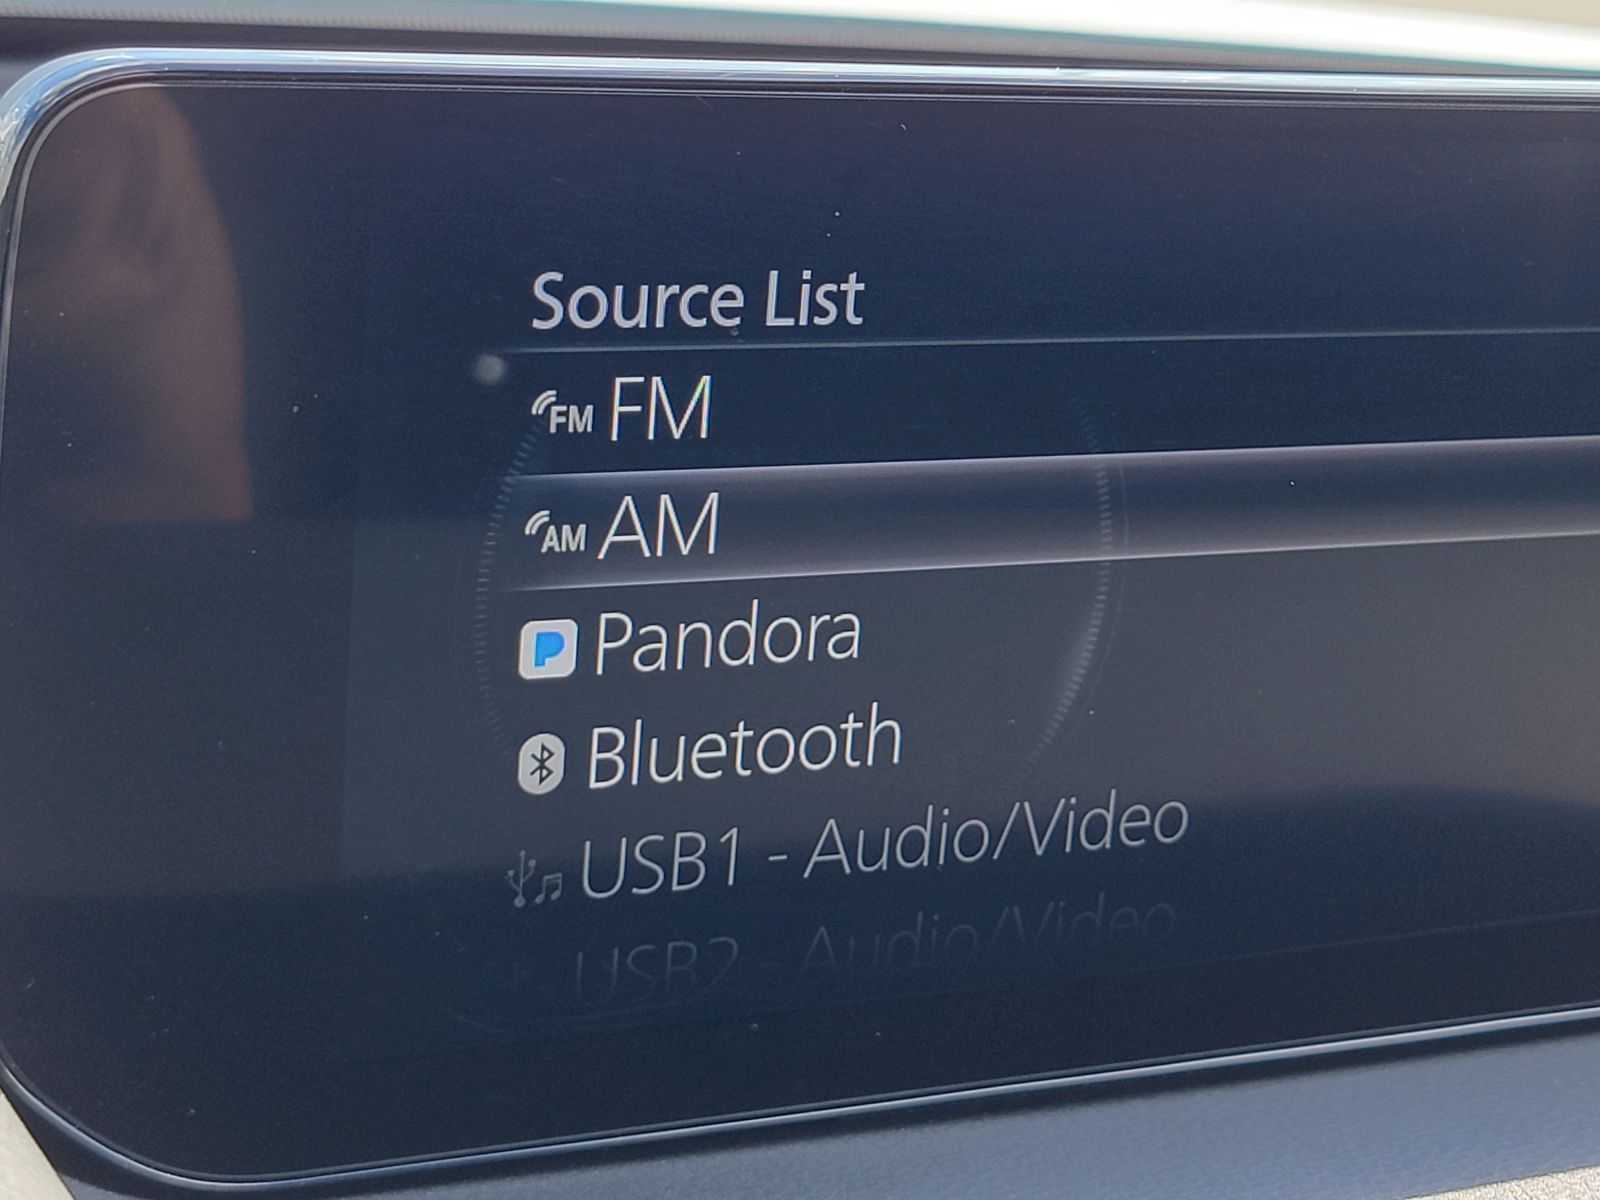 Source List
FM FM
AM AM
P Pandora
Bluetooth
USB1 - Audio/Video
USB2 - Audio/Video